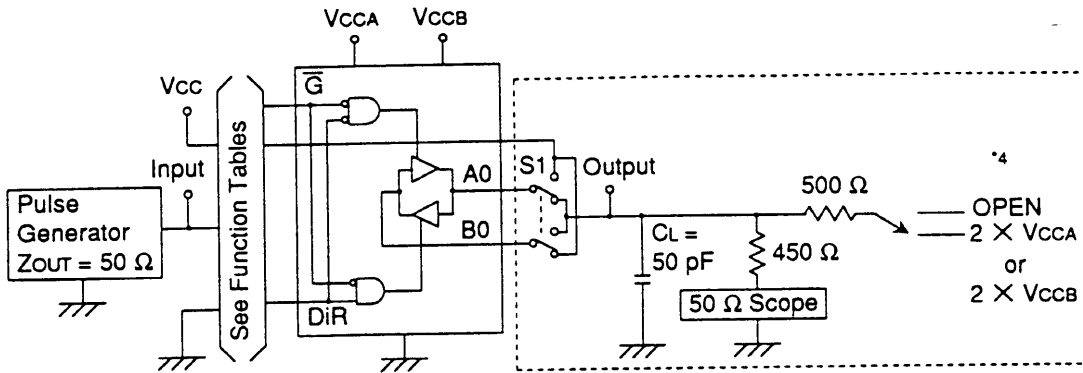 VCCA
VCCB
VCC
G
Input
See Function Tables
Pulse
Generator
ZOUT = 50 Ω
DiR
A0
B0
S1
Output
CL =
50 pF
500 Ω
450 Ω
50 Ω Scope
*4
OPEN
2 × VCCA
or
2 × VCCB